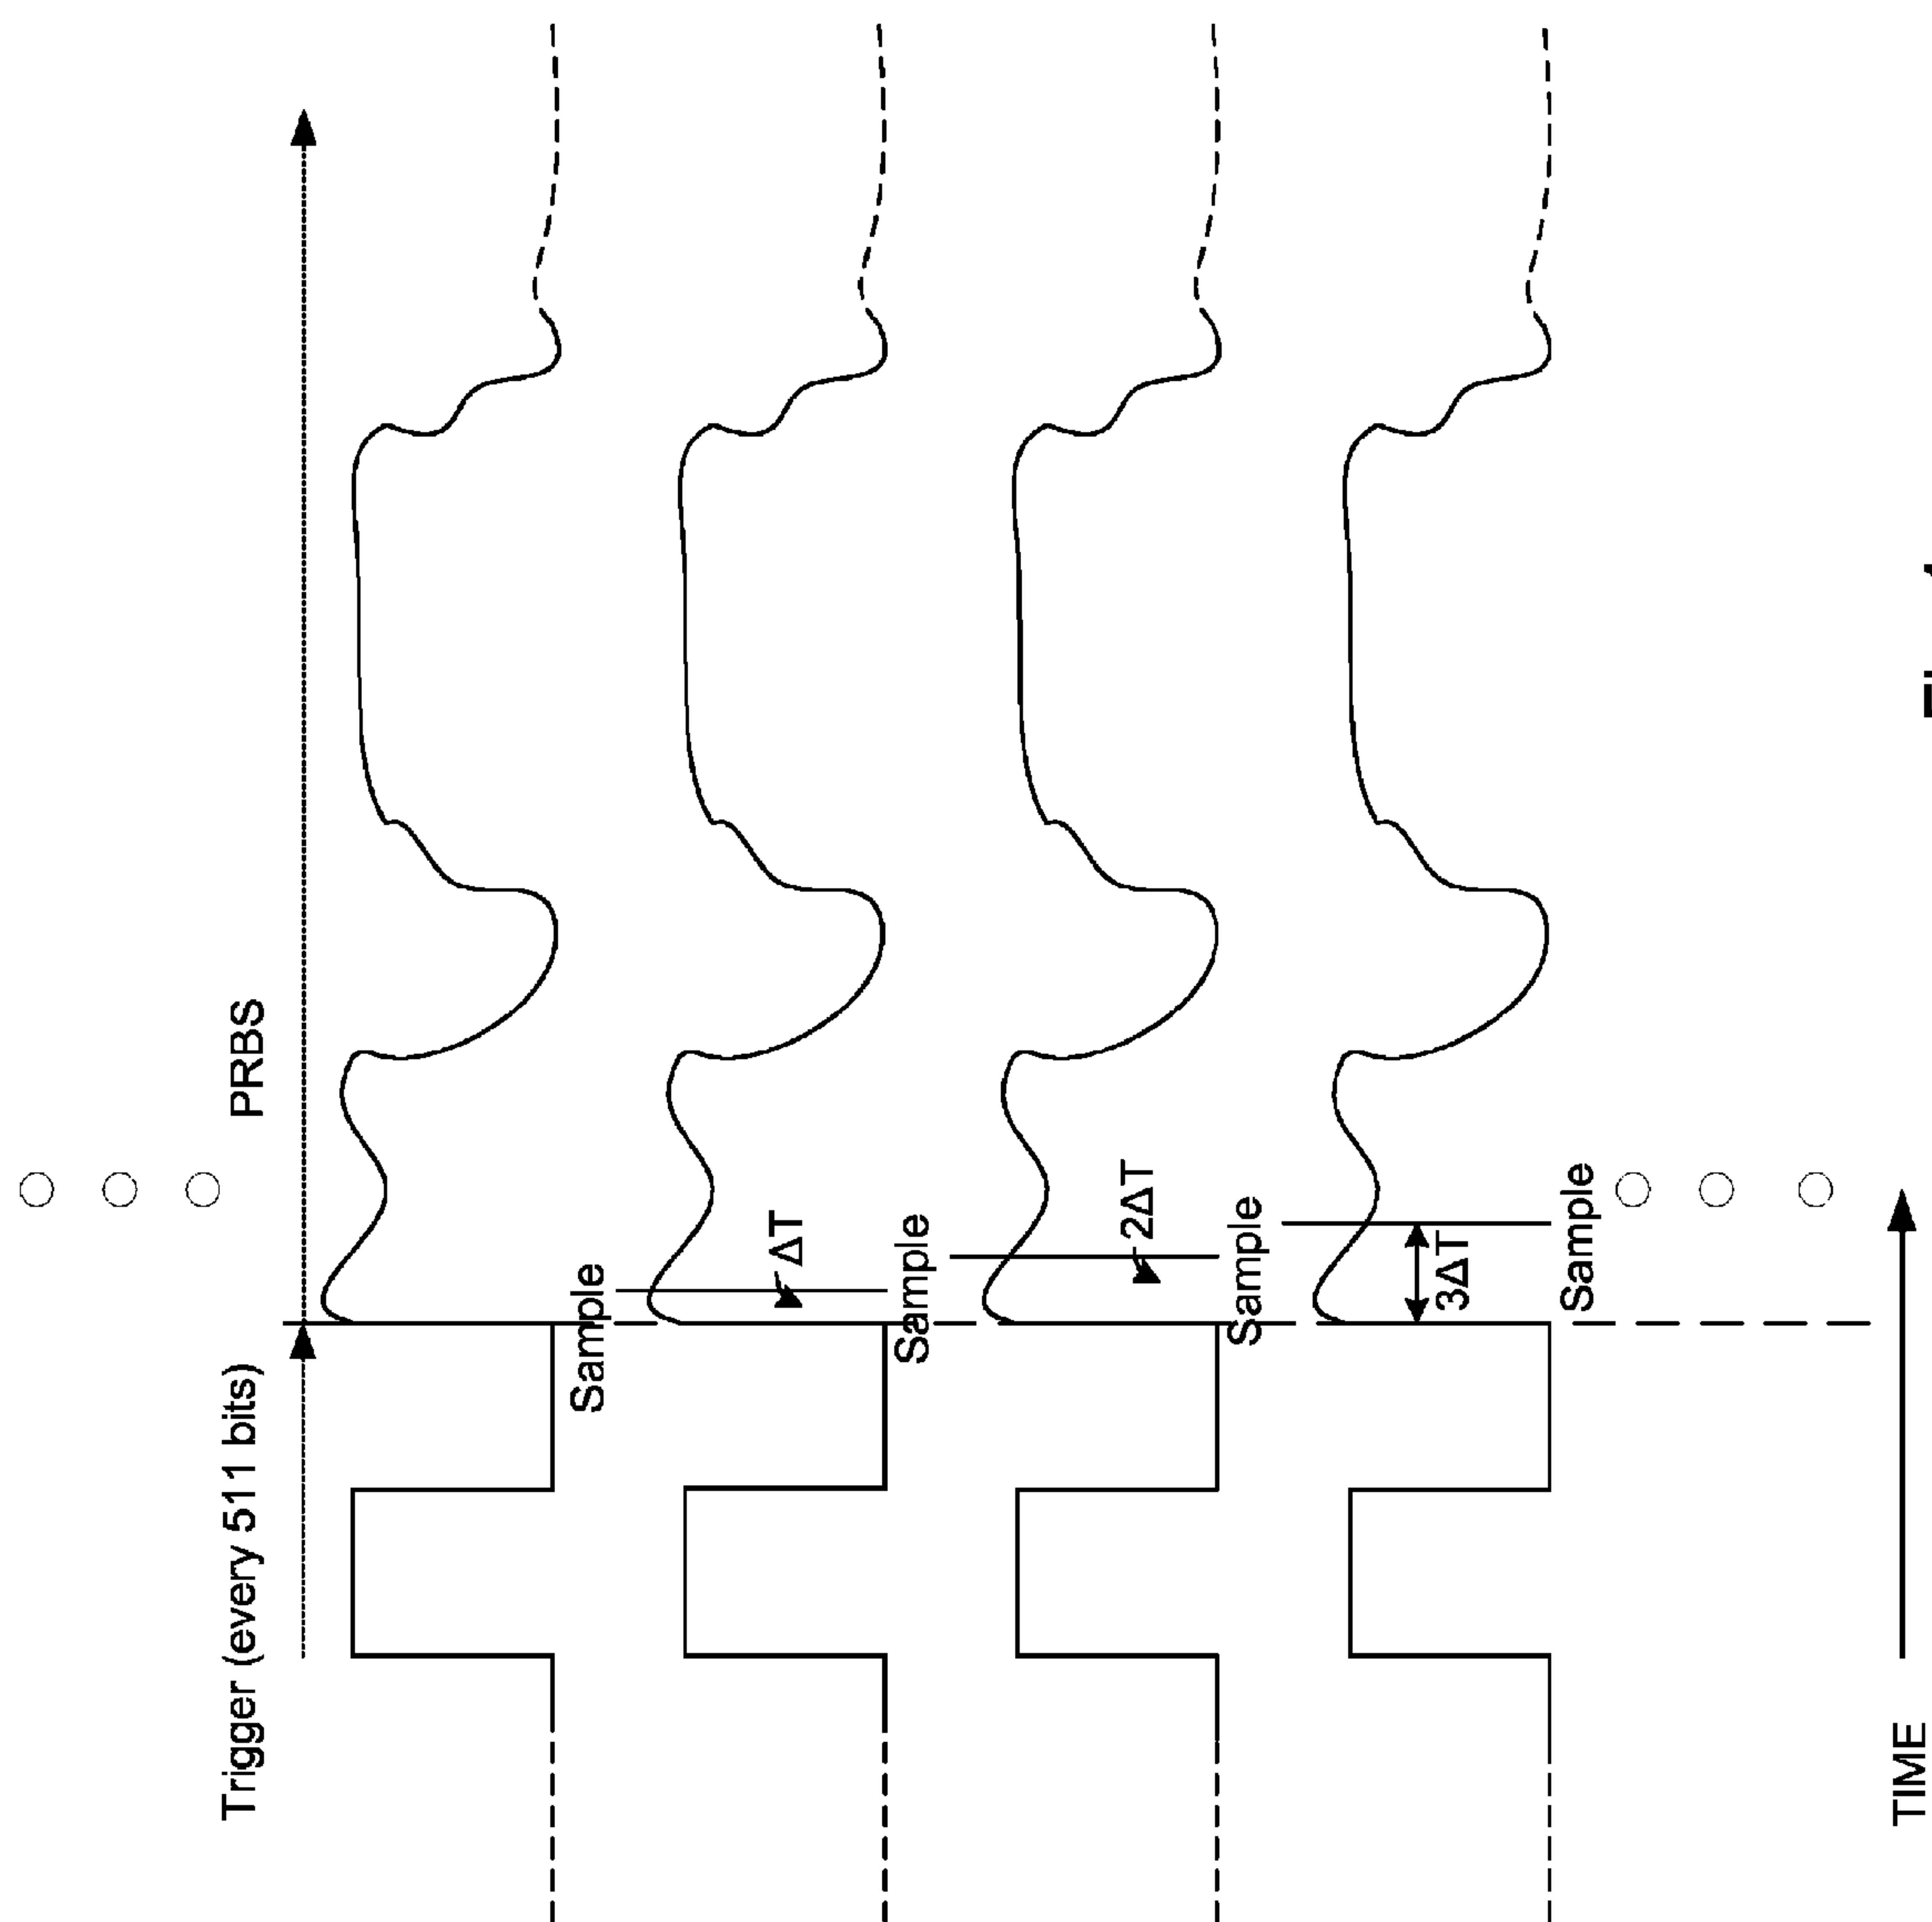 Trigger (every 511 bits)
PRBS
Sample
ΔT
Sample
2ΔT
Sample
3ΔT
Sample
TIME